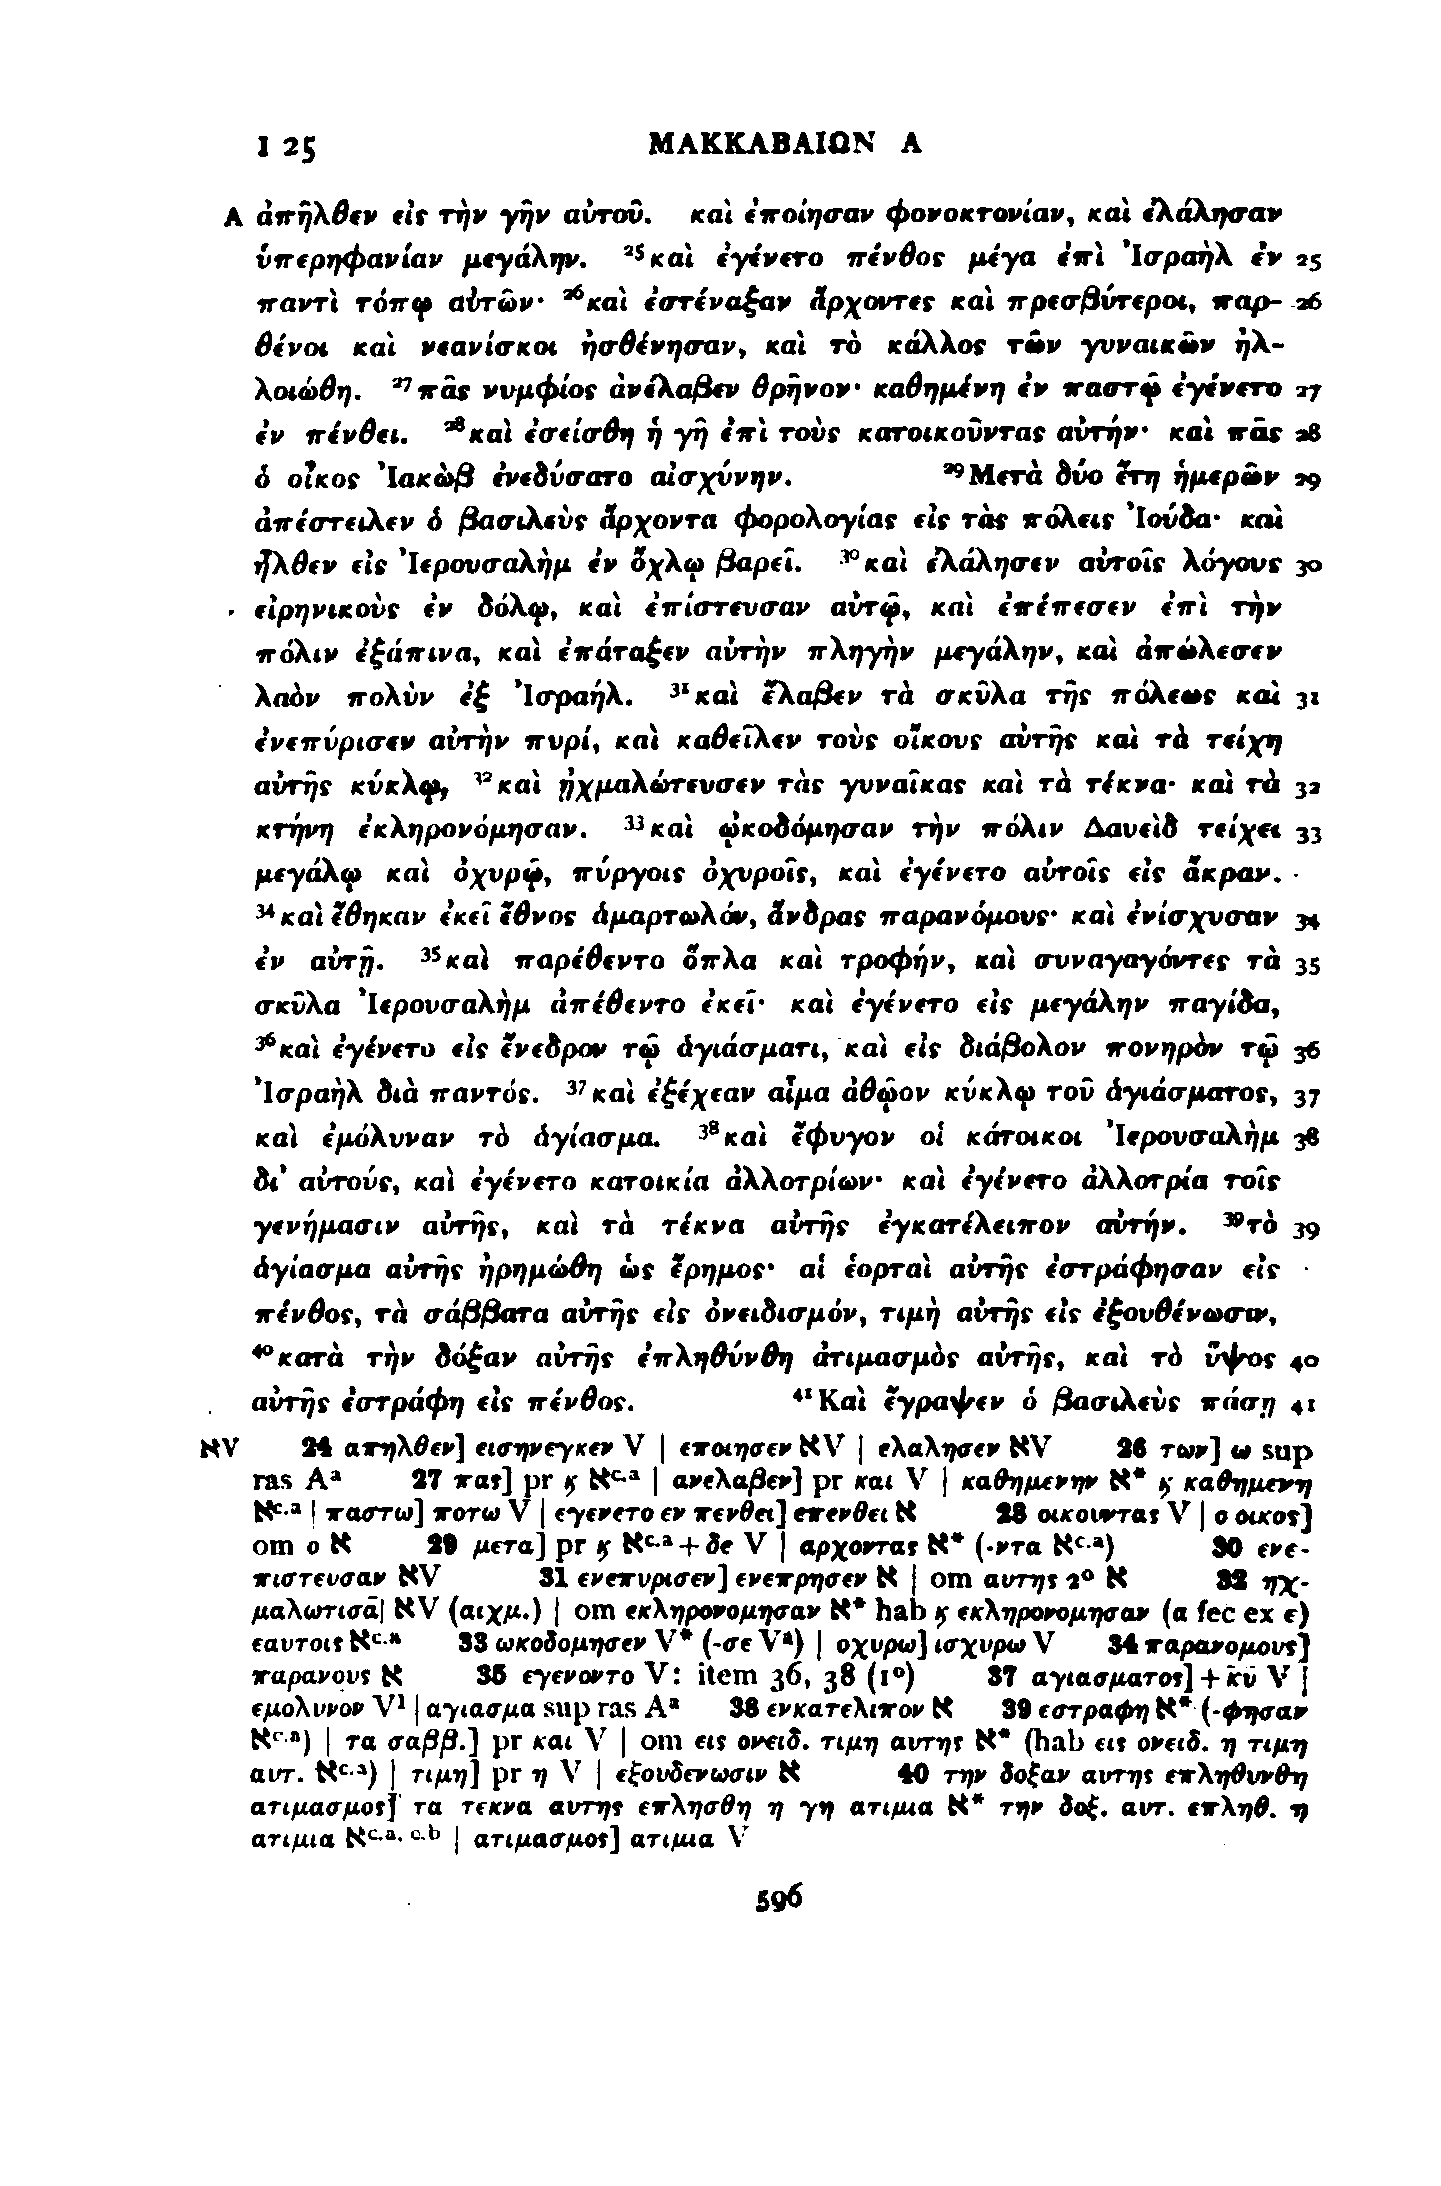 I 25 ΜΑΚΚΑΒΑΙΩΝ Α
A ἀπῆλθεν εἰς τὴν γῆν αὐτοῦ. καὶ ἐποίησαν φονοκτονίαν, καὶ ἐλάλησαν
ὑπερηφανίαν μεγάλην. ²⁵καὶ ἐγένετο πένθος μέγα ἐπὶ Ἰσραὴλ ἐν 25
παντὶ τόπῳ αὐτῶν· ²⁶καὶ ἐστέναξαν ἄρχοντες καὶ πρεσβύτεροι, παρ- 26
θένοι καὶ νεανίσκοι ἠσθένησαν, καὶ τὸ κάλλος τῶν γυναικῶν ἠλ-
λοιώθη. ²⁷πᾶς νυμφίος ἀνέλαβεν θρῆνον· καθημένη ἐν παστῷ ἐγένετο 27
ἐν πένθει. ²⁸καὶ ἐσείσθη ἡ γῆ ἐπὶ τοὺς κατοικοῦντας αὐτήν· καὶ πᾶς 28
ὁ οἶκος Ἰακὼβ ἐνεδύσατο αἰσχύνην. ²⁹Μετὰ δύο ἔτη ἡμερῶν 29
ἀπέστειλεν ὁ βασιλεὺς ἄρχοντα φορολογίας εἰς τὰς πόλεις Ἰούδα· καὶ
ἦλθεν εἰς Ἰερουσαλὴμ ἐν ὄχλῳ βαρεῖ. ³⁰καὶ ἐλάλησεν αὐτοῖς λόγους 30
εἰρηνικοὺς ἐν δόλῳ, καὶ ἐπίστευσαν αὐτῷ, καὶ ἐπέπεσεν ἐπὶ τὴν
πόλιν ἐξάπινα, καὶ ἐπάταξεν αὐτὴν πληγὴν μεγάλην, καὶ ἀπώλεσεν
λαὸν πολὺν ἐξ Ἰσραήλ. ³¹καὶ ἔλαβεν τὰ σκῦλα τῆς πόλεως καὶ 31
ἐνεπύρισεν αὐτὴν πυρί, καὶ καθεῖλεν τοὺς οἴκους αὐτῆς καὶ τὰ τείχη
αὐτῆς κύκλῳ, ³²καὶ ᾐχμαλώτευσεν τὰς γυναῖκας καὶ τὰ τέκνα· καὶ τὰ 32
κτήνη ἐκληρονόμησαν. ³³καὶ ᾠκοδόμησαν τὴν πόλιν Δαυεὶδ τείχει 33
μεγάλῳ καὶ ὀχυρῷ, πύργοις ὀχυροῖς, καὶ ἐγένετο αὐτοῖς εἰς ἄκραν.
³⁴καὶ ἔθηκαν ἐκεῖ ἔθνος ἁμαρτωλόν, ἄνδρας παρανόμους· καὶ ἐνίσχυσαν 34
ἐν αὐτῇ. ³⁵καὶ παρέθεντο ὅπλα καὶ τροφήν, καὶ συναγαγόντες τὰ 35
σκῦλα Ἰερουσαλὴμ ἀπέθεντο ἐκεῖ· καὶ ἐγένετο εἰς μεγάλην παγίδα,
³⁶καὶ ἐγένετο εἰς ἔνεδρον τῷ ἁγιάσματι, καὶ εἰς διάβολον πονηρὸν τῷ 36
Ἰσραὴλ διὰ παντός. ³⁷καὶ ἐξέχεαν αἷμα ἀθῷον κύκλῳ τοῦ ἁγιάσματος, 37
καὶ ἐμόλυναν τὸ ἁγίασμα. ³⁸καὶ ἔφυγον οἱ κάτοικοι Ἰερουσαλὴμ 38
δι' αὐτούς, καὶ ἐγένετο κατοικία ἀλλοτρίων· καὶ ἐγένετο ἀλλοτρία τοῖς
γενήμασιν αὐτῆς, καὶ τὰ τέκνα αὐτῆς ἐγκατέλειπον αὐτήν. ³⁹τὸ 39
ἁγίασμα αὐτῆς ἠρημώθη ὡς ἔρημος· αἱ ἑορταὶ αὐτῆς ἐστράφησαν εἰς
πένθος, τὰ σάββατα αὐτῆς εἰς ὀνειδισμόν, τιμὴ αὐτῆς εἰς ἐξουθένωσιν,
⁴⁰κατὰ τὴν δόξαν αὐτῆς ἐπληθύνθη ἀτιμασμὸς αὐτῆς, καὶ τὸ ὕψος 40
αὐτῆς ἐστράφη εἰς πένθος. ⁴¹Καὶ ἔγραψεν ὁ βασιλεὺς πάσῃ 41
אV 24 απηλθεν] εισηνεγκεν V | εποιησεν אV | ελαλησεν אV 26 των] ω sup
ras Aᵃ 27 πας] pr ϗ אᶜ·ᵃ | ανελαβεν] pr και V | καθημενην א* ϗ καθημενη
אᶜ·ᵃ | παστω] ποτω V | εγενετο εν πενθει] επενθει א 28 οικουντας V | ο οικος]
om ο א 29 μετα] pr ϗ אᶜ·ᵃ + δε V | αρχοντας א* (-ντα אᶜ·ᵃ) 30 ενε-
πιστευσαν אV 31 ενεπυρισεν] ενεπρησεν א | om αυτης 2° א 32 ηχ-
μαλωτισᾱ| אV (αιχμ.) | om εκληρονομησαν א* hab ϗ εκληρονομησαν (α fec ex ε)
εαυτοις אᶜ·ᵃ 33 ωκοδομησεν V* (-σε Vᵃ) | οχυρω] ισχυρω V 34 παρανομους]
παρανους א 35 εγενοντο V: item 36, 38 (1°) 37 αγιασματος] + κ̅υ̅ V |
εμολυνον V¹ | αγιασμα sup ras Aᵃ 38 ενκατελιπον א 39 εστραφη א* (-φησαν
אᶜ·ᵃ) | τα σαββ.] pr και V | om εις ονειδ. τιμη αυτης א* (hab εις ονειδ. η τιμη
αυτ. אᶜ·ᵃ) | τιμη] pr η V | εξουδενωσιν א 40 την δοξαν αυτης επληθυνθη
ατιμασμος] τα τεκνα αυτης επλησθη η γη ατιμια א* την δοξ. αυτ. επληθ. η
ατιμια אᶜ·ᵃ· ᶜ·ᵇ | ατιμασμος] ατιμια V
596